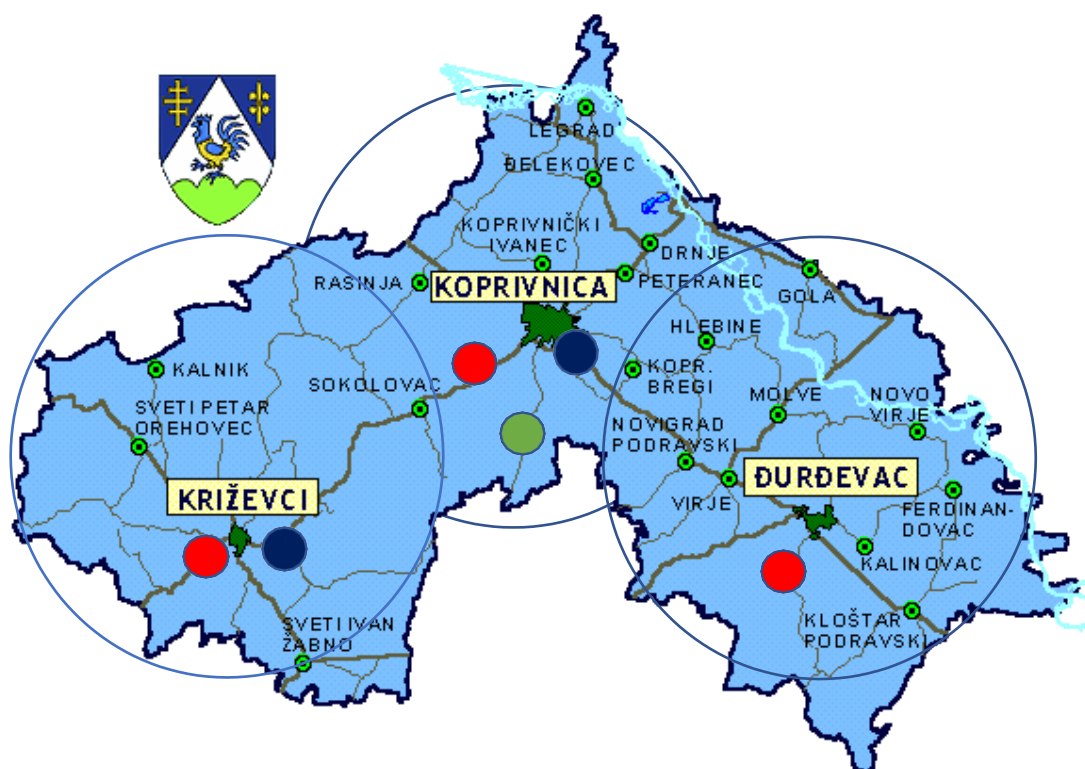 LEGRAD
ĐELEKOVEC
KOPRIVNIČKI
IVANEC
DRNJE
RASINJA
KOPRIVNICA
PETERANEC
GOLA
HLEBINE
KALNIK
SOKOLOVAC
KOPR.
BREGI
MOLVE
NOVO
VIRJE
SVETI PETAR
OREHOVEC
NOVIGRAD
PODRAVSKI
KRIŽEVCI
ĐURĐEVAC
VIRJE
FERDINAN-
DOVAC
KALINOVAC
SVETI IVAN
ŽABNO
KLOŠTAR
PODRAVSKI